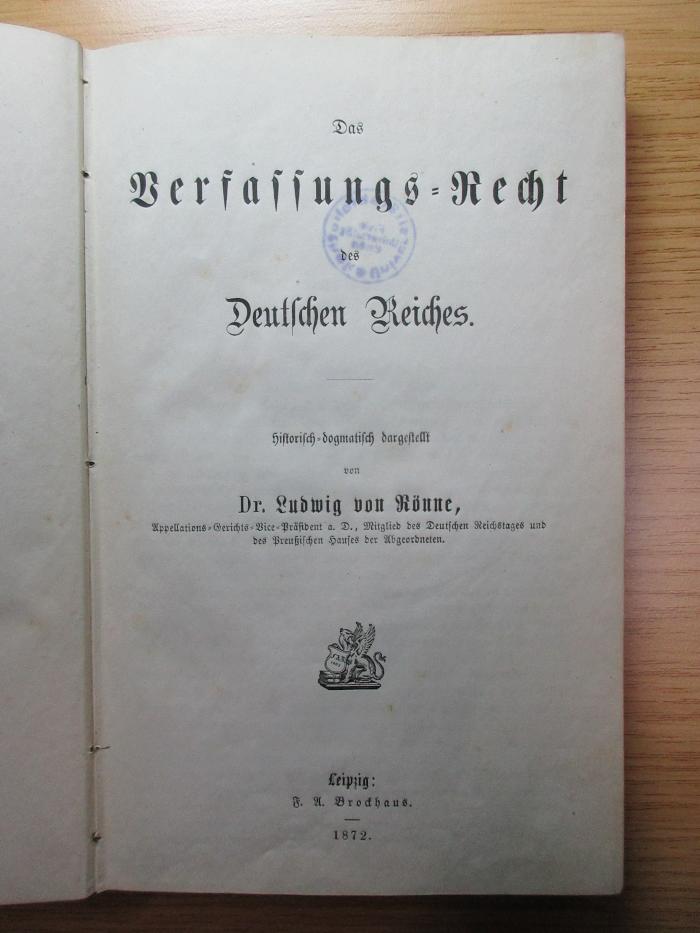 Das
Verfassungs-Recht
des
Deutschen Reiches.
Historisch-dogmatisch dargestellt
von
Dr. Ludwig von Rönne,
Appellations-Gerichts-Vice-Präsident a. D., Mitglied des Deutschen Reichstages und
des Preußischen Hauses der Abgeordneten.
Leipzig:
F. A. Brockhaus.
1872.